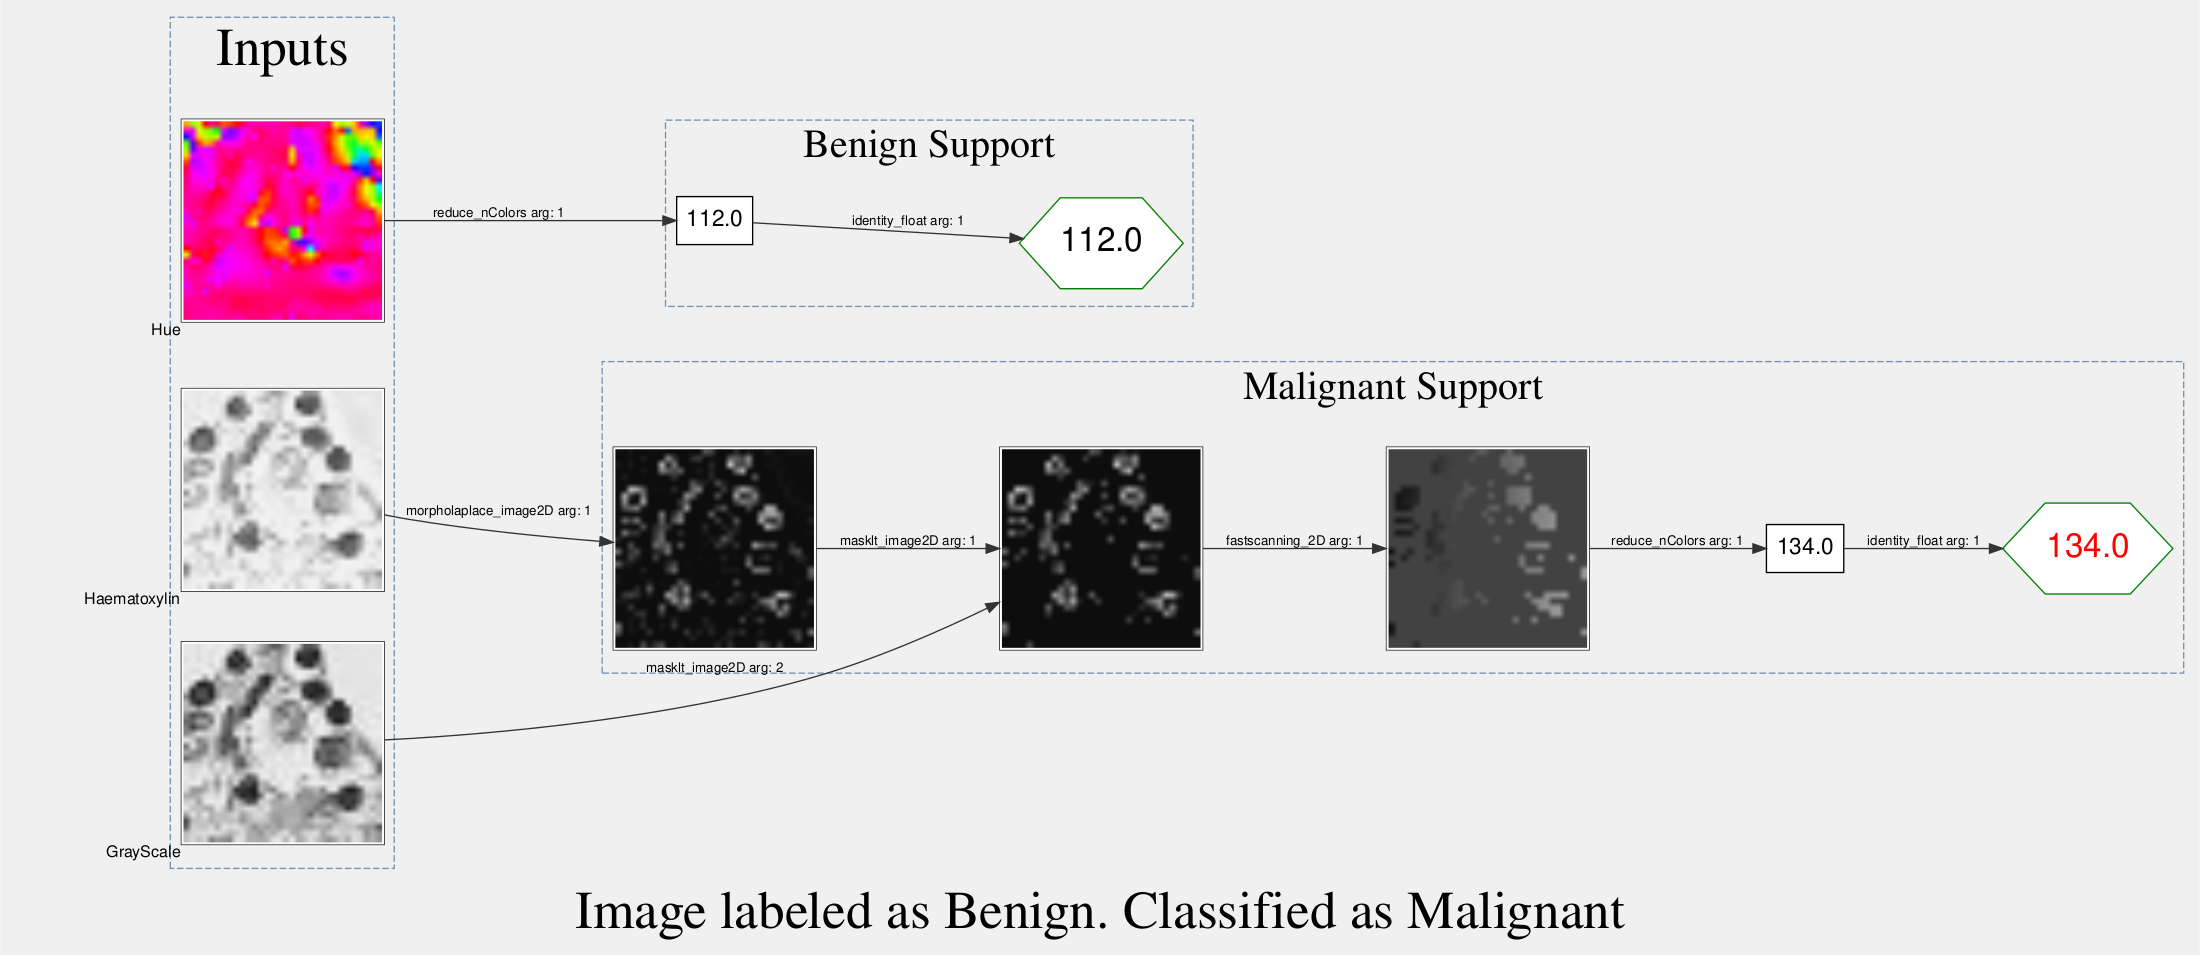 Inputs
Hue
Haematoxylin
GrayScale
reduce_nColors arg: 1
Benign Support
112.0
identity_float arg: 1
112.0
morpholaplace_image2D arg: 1
Malignant Support
masklt_image2D arg: 1
masklt_image2D arg: 2
fastscanning_2D arg: 1
reduce_nColors arg: 1
134.0
identity_float arg: 1
134.0
Image labeled as Benign. Classified as Malignant